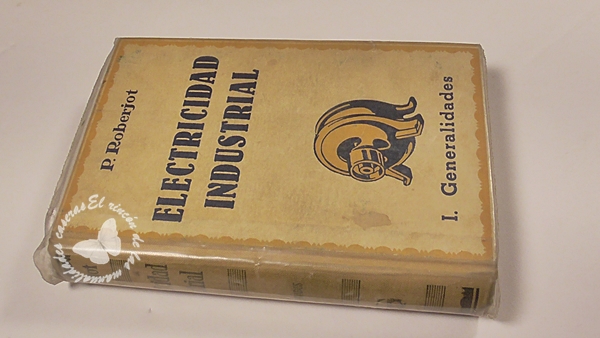 P. Roberjot
ELECTRICIDAD
INDUSTRIAL
I. Generalidades
El rincón de las manualidades caseras